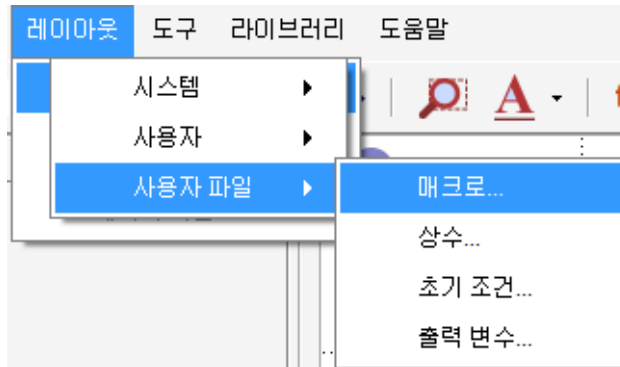 레이아웃 도구 라이브러리 도움말
시스템
사용자
사용자 파일
매크로...
상수...
초기 조건...
출력 변수...